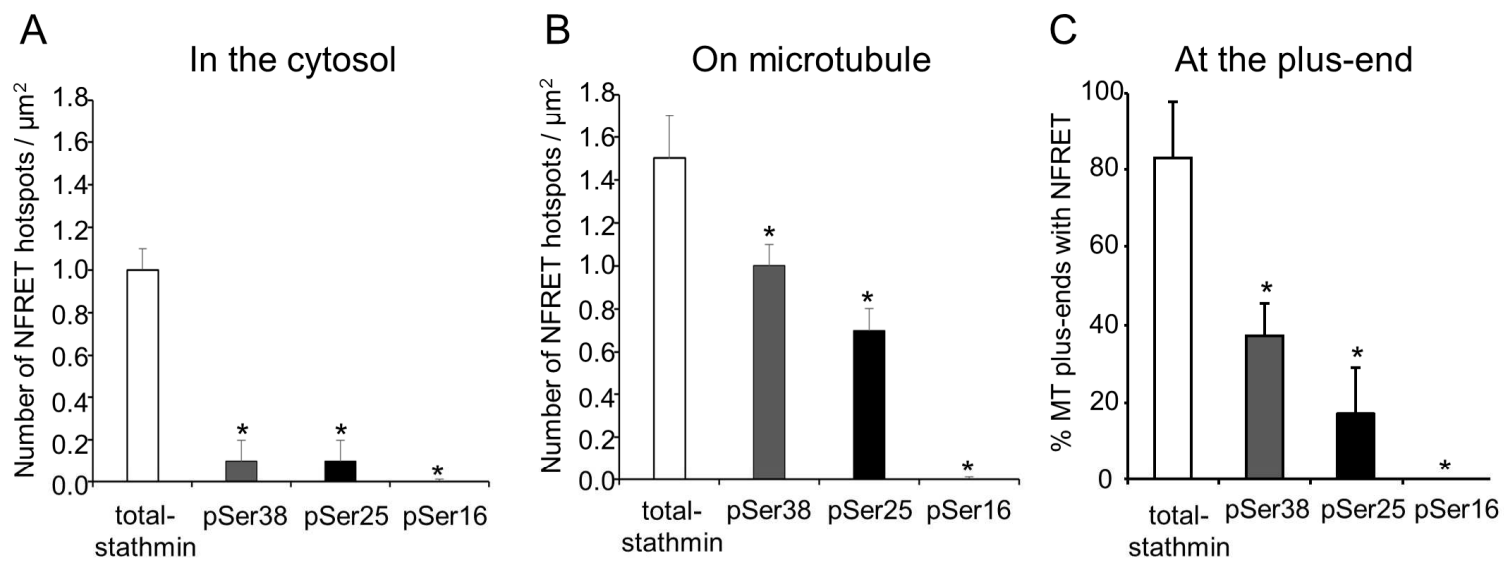 A
In the cytosol
Number of NFRET hotspots / µm²
1.8
1.6
1.4
1.2
1.0
0.8
0.6
0.4
0.2
0.0
*
*
*
total-
stathmin
pSer38
pSer25
pSer16
B
On microtubule
Number of NFRET hotspots / µm²
1.8
1.6
1.4
1.2
1.0
0.8
0.6
0.4
0.2
0.0
*
*
*
total-
stathmin
pSer38
pSer25
pSer16
C
At the plus-end
% MT plus-ends with NFRET
100
80
60
40
20
0
*
*
*
total-
stathmin
pSer38
pSer25
pSer16